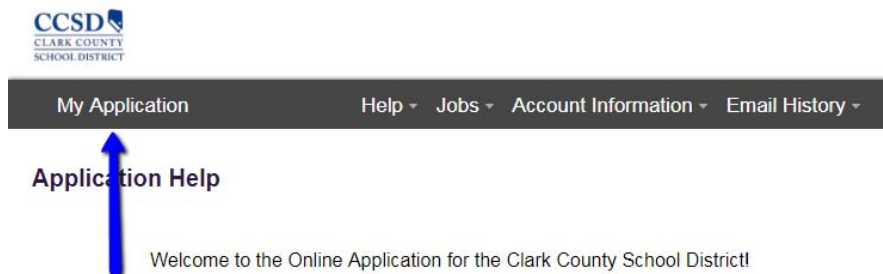 CCSD
CLARK COUNTY
SCHOOL DISTRICT
My Application Help Jobs Account Information Email History
Application Help
Welcome to the Online Application for the Clark County School District!